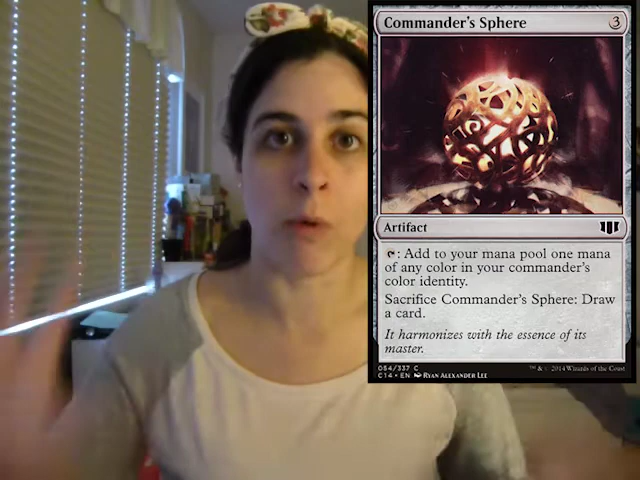 Commander's Sphere 3
Artifact
: Add to your mana pool one mana
of any color in your commander's
color identity.
Sacrifice Commander's Sphere: Draw
a card.
It harmonizes with the essence of its
master.
054/337 C
C14 • EN Ryan Alexander Lee
™ & © 2014 Wizards of the Coast